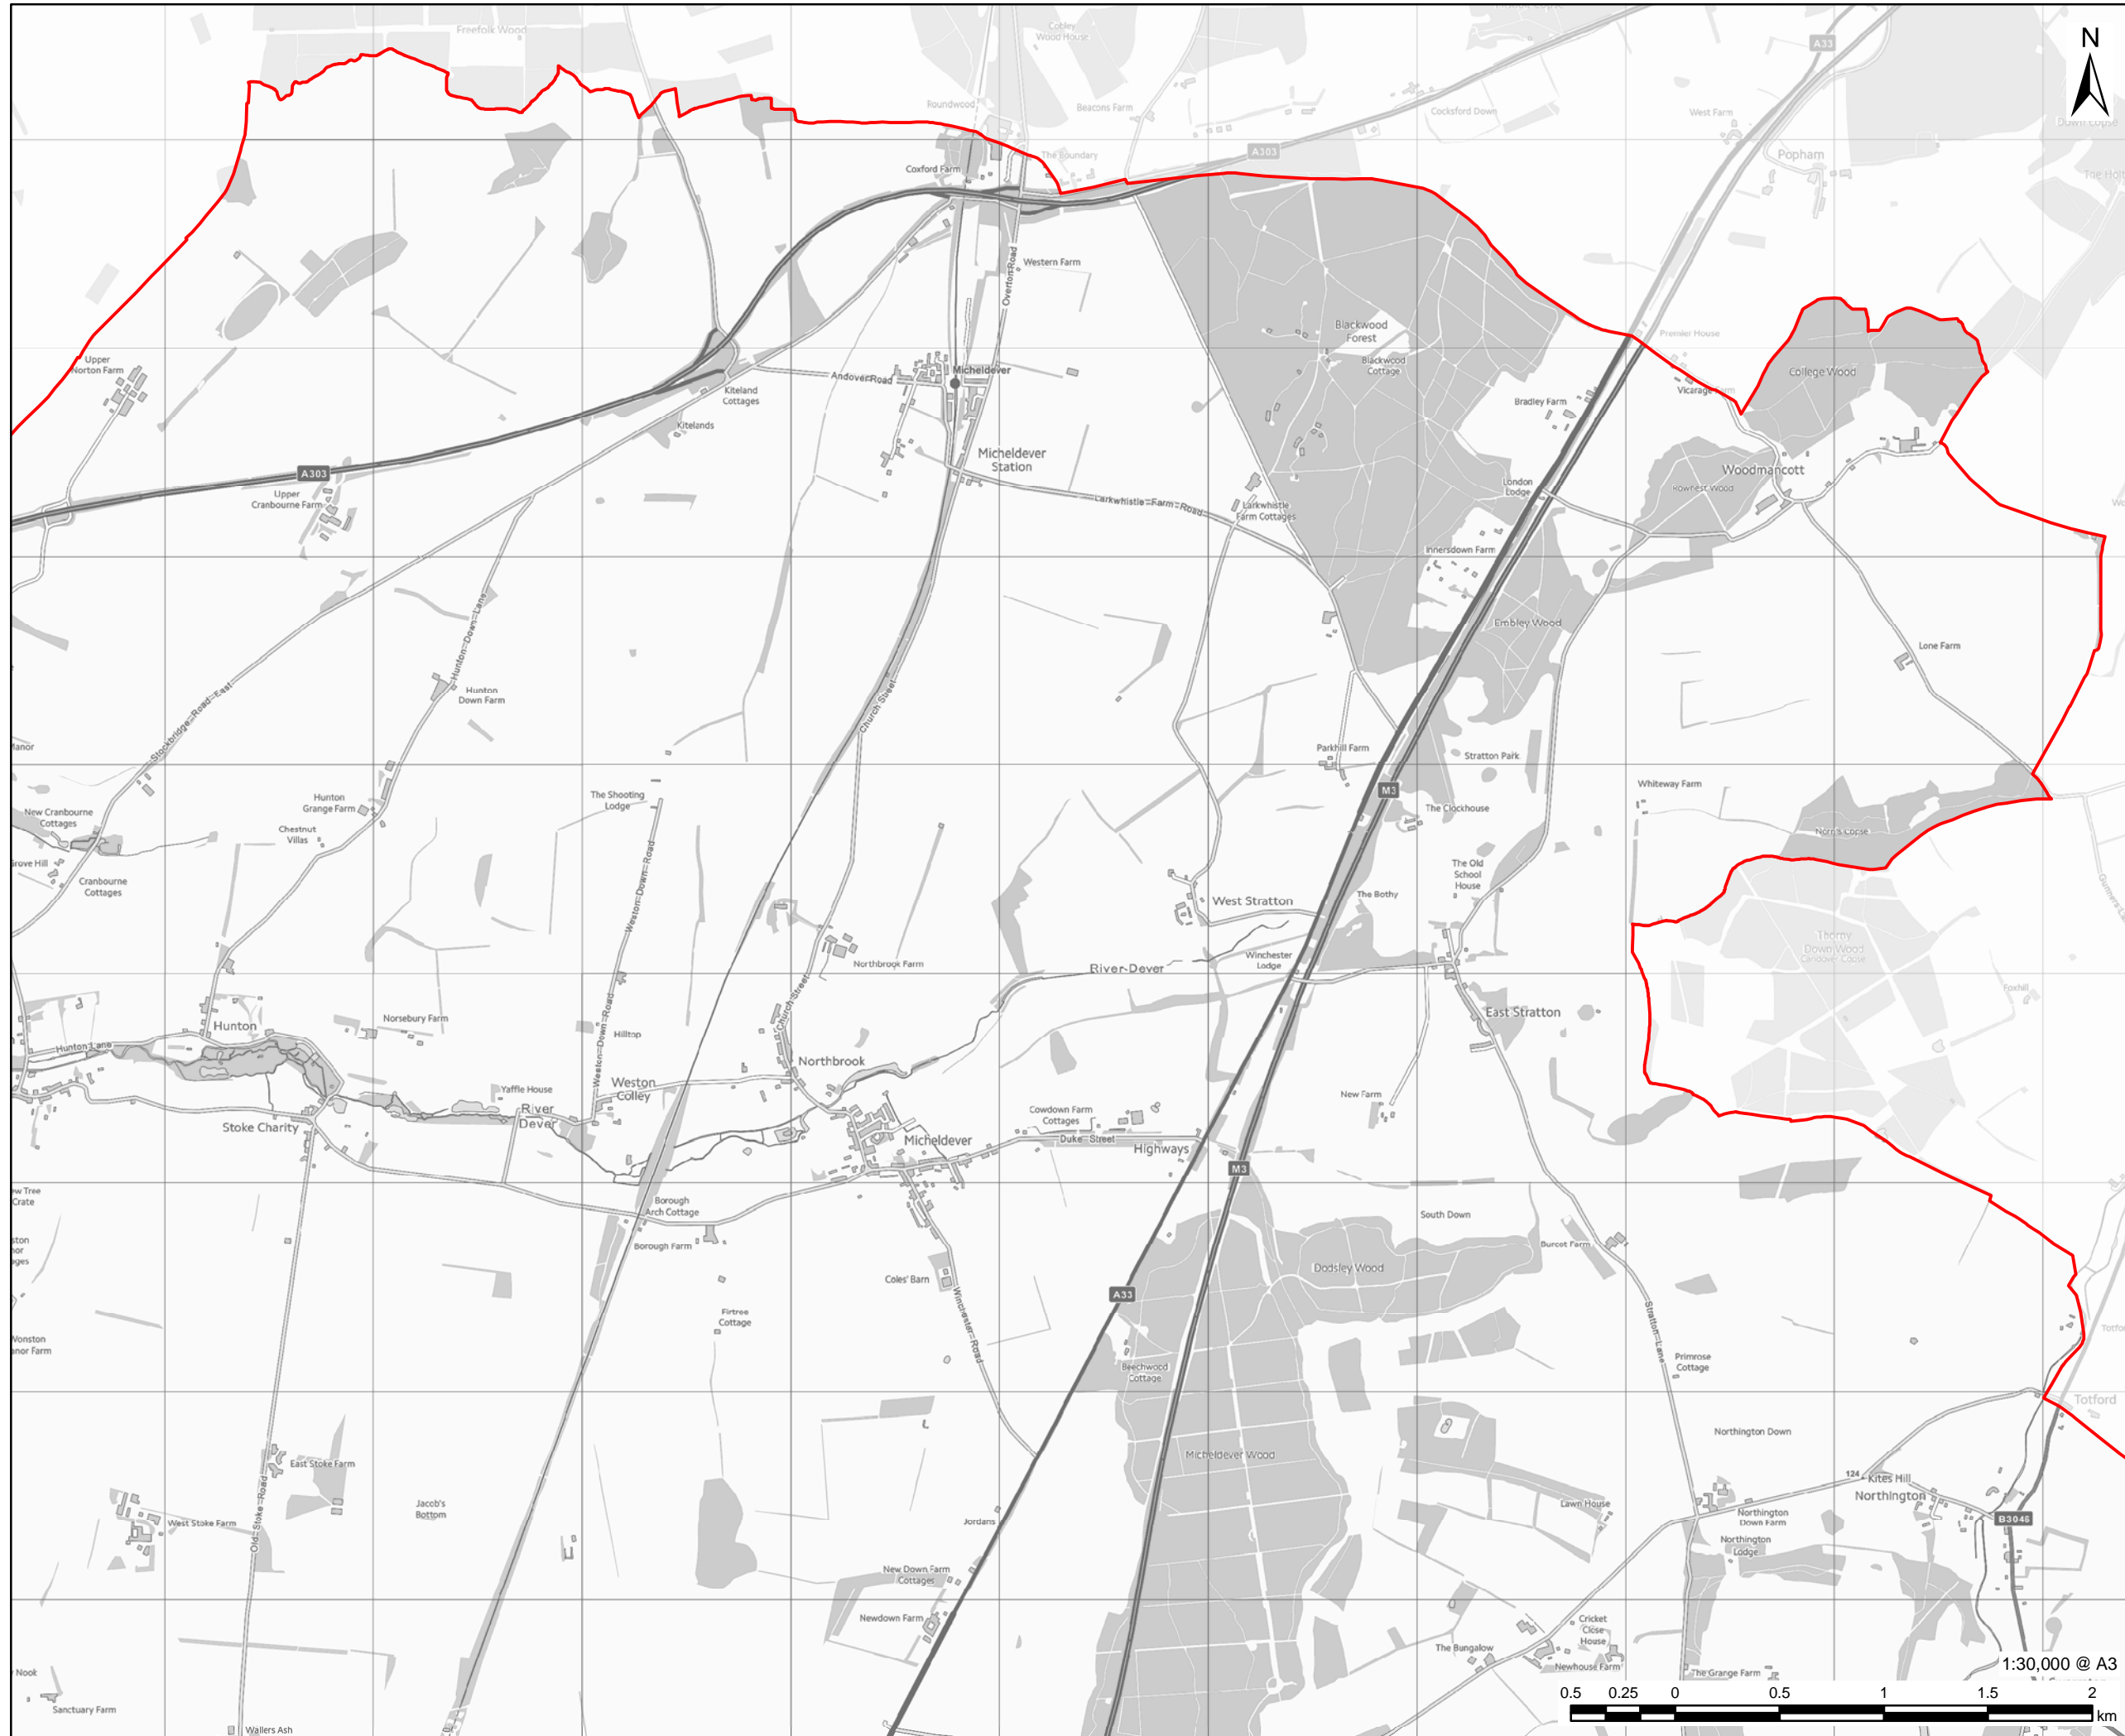 Freefolk Wood
Cobley
Wood House
A33
N
Roundwood
Beacons Farm
Cocksford Down
West Farm
Down Copse
Popham
A303
The Boundary
Coxford Farm
Overton Road
Western Farm
Blackwood
Forest
Blackwood
Cottage
Premier House
College Wood
Upper
Norton Farm
Micheldever
Andover Road
Kiteland
Cottages
Kitelands
Vicarage Farm
Bradley Farm
Micheldever
Station
A303
Upper
Cranbourne Farm
Woodmancott
Rownest Wood
London
Lodge
Larkwhistle-Farm-Road
Larkwhistle
Farm Cottages
Innersdown Farm
Hunton-Down-Lane
Embley Wood
Lone Farm
Hunton
Down Farm
Stockbridge-Road-East
Church Street
Parkhill Farm
Stratton Park
Whiteway Farm
M3
The Clockhouse
Norris Copse
The Shooting
Lodge
Hunton
Grange Farm
Chestnut
Villas
New Cranbourne
Cottages
Grove Hill
Cranbourne
Cottages
Weston-Down-Road
The Old
School
House
The Bothy
West Stratton
Thorny
Down Wood
Candover Copse
Northbrook Farm
River-Dever
Winchester
Lodge
Foxhill
Church-Street
Weston-Down-Road
Norsebury Farm
Hunton
Hilltop
East Stratton
Hunton Lane
Northbrook
Yaffle House
Weston
Colley
New Farm
River
Dever
Stoke Charity
Cowdown Farm
Cottages
Duke Street
Micheldever
Highways
M3
Borough
Arch Cottage
Borough Farm
South Down
Burcot Farm
Coles' Barn
Dodsley Wood
A33
Winchester-Road
Firtree
Cottage
Stratton-Lane
Primrose
Cottage
Beechwood
Cottage
Totford
Northington Down
Micheldever Wood
124
Kites Hill
Northington
East Stoke Farm
Jacob's
Bottom
Old-Stoke-Road
West Stoke Farm
Jordans
Lawn House
Northington
Down Farm
B3046
Northington
Lodge
New Down Farm
Cottages
Newdown Farm
Cricket
Close
House
The Bungalow
Newhouse Farm
The Grange Farm
Nook
Sanctuary Farm
Wallers Ash
1:30,000 @ A3
0.5 0.25 0 0.5 1 1.5 2
km